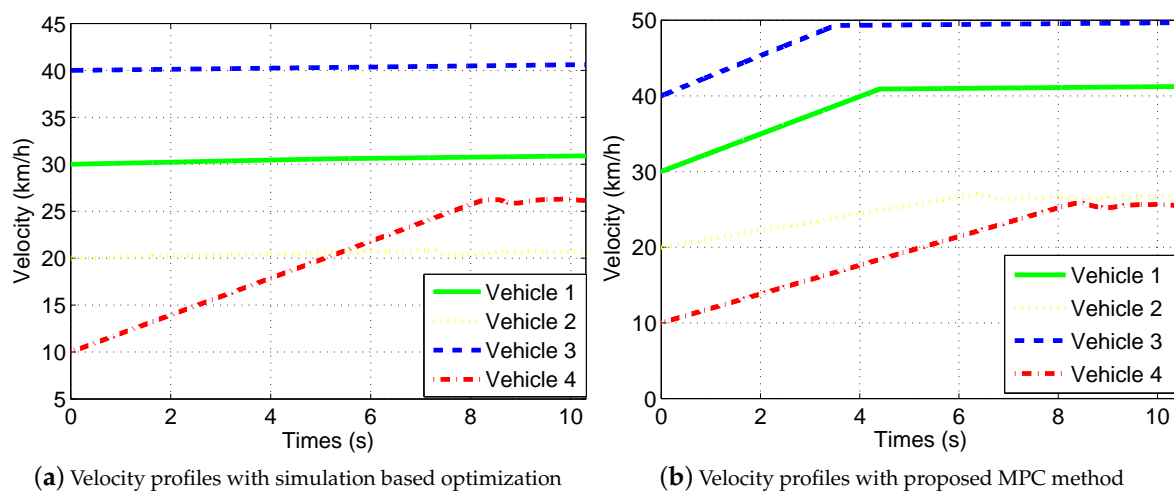 45
40
35
30
25
20
15
10
5
0 2 4 6 8 10
Velocity (km/h)
Times (s)
Vehicle 1
Vehicle 2
Vehicle 3
Vehicle 4
(a) Velocity profiles with simulation based optimization
50
40
30
20
10
0
0 2 4 6 8 10
Velocity (km/h)
Times (s)
Vehicle 1
Vehicle 2
Vehicle 3
Vehicle 4
(b) Velocity profiles with proposed MPC method